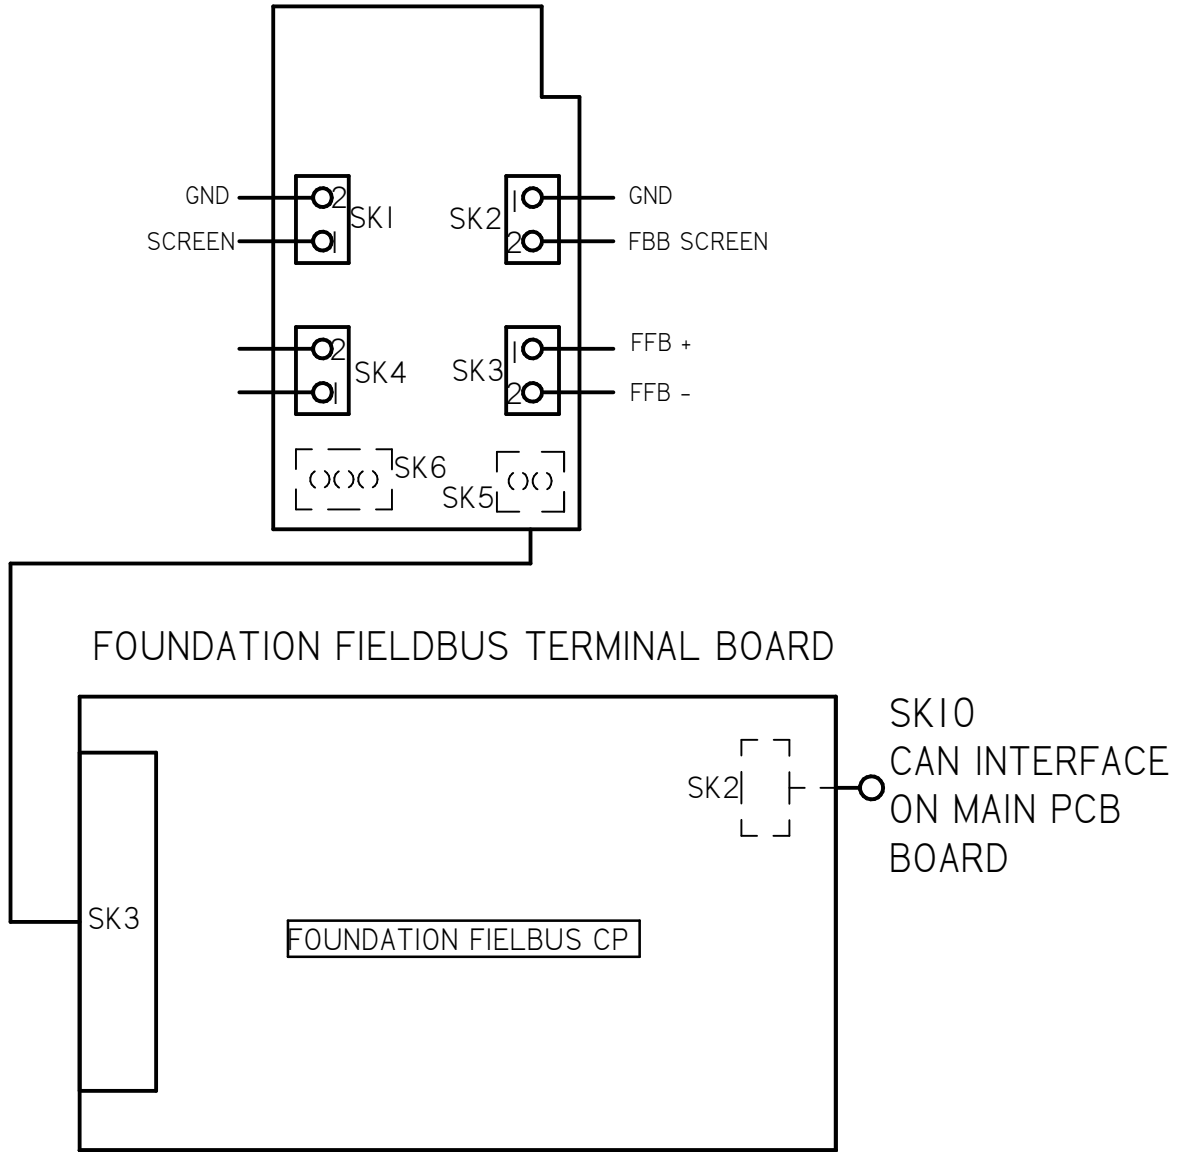 GND
2
SK1
SCREEN
1
1
GND
SK2
2
FBB SCREEN
2
SK4
1
1
FFB +
SK3
2
FFB -
SK6
SK5
FOUNDATION FIELDBUS TERMINAL BOARD
SK10
CAN INTERFACE
ON MAIN PCB
BOARD
SK2
SK3
FOUNDATION FIELBUS CP